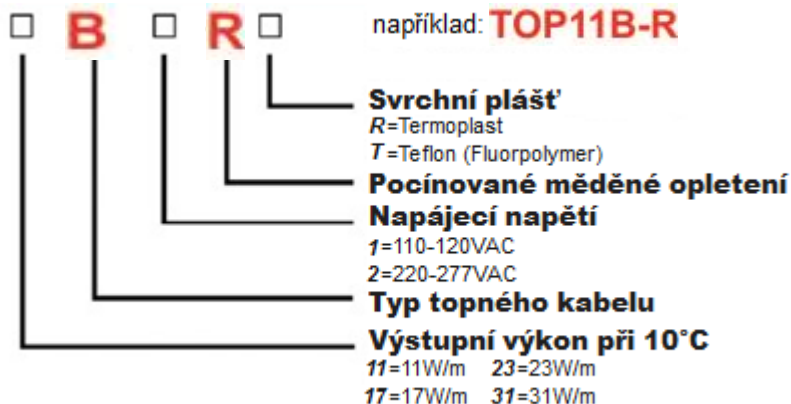 □ B □ R □ například: TOP11B-R
Svrchní plášť
R=Termoplast
T=Teflon (Fluorpolymer)
Pocínované měděné opletení
Napájecí napětí
1=110-120VAC
2=220-277VAC
Typ topného kabelu
Výstupní výkon při 10°C
11=11W/m 23=23W/m
17=17W/m 31=31W/m